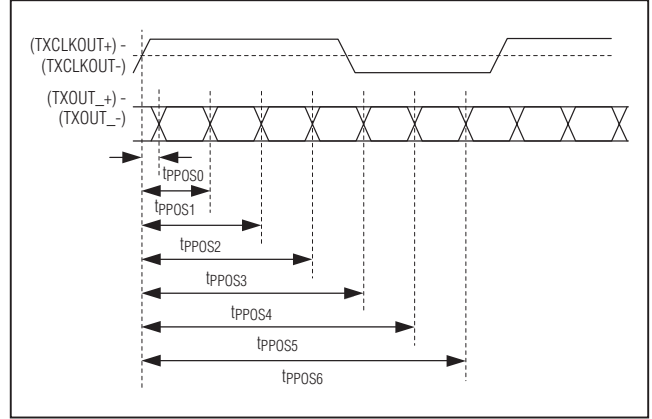 (TXCLKOUT+) -
(TXCLKOUT-)
(TXOUT_+) -
(TXOUT_-)
tPPOS0
tPPOS1
tPPOS2
tPPOS3
tPPOS4
tPPOS5
tPPOS6